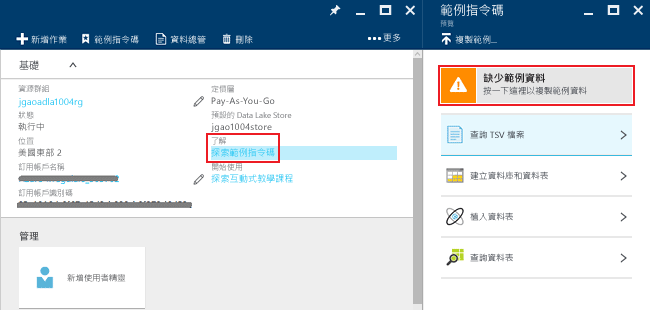 新增作業
範例指令碼
資料總管
刪除
更多
基礎
資源群組
jgaoadla1004rg
狀態
執行中
位置
美國東部 2
訂用帳戶名稱
訂用帳戶識別碼
定價層
Pay-As-You-Go
預設的 Data Lake Store
jgao1004store
了解
探索範例指令碼
開始使用
探索互動式教學課程
管理
新增使用者精靈
範例指令碼
預覽
複製範例...
缺少範例資料
按一下這裡以複製範例資料
查詢 TSV 檔案
建立資料庫和資料表
輸入資料表
查詢資料表